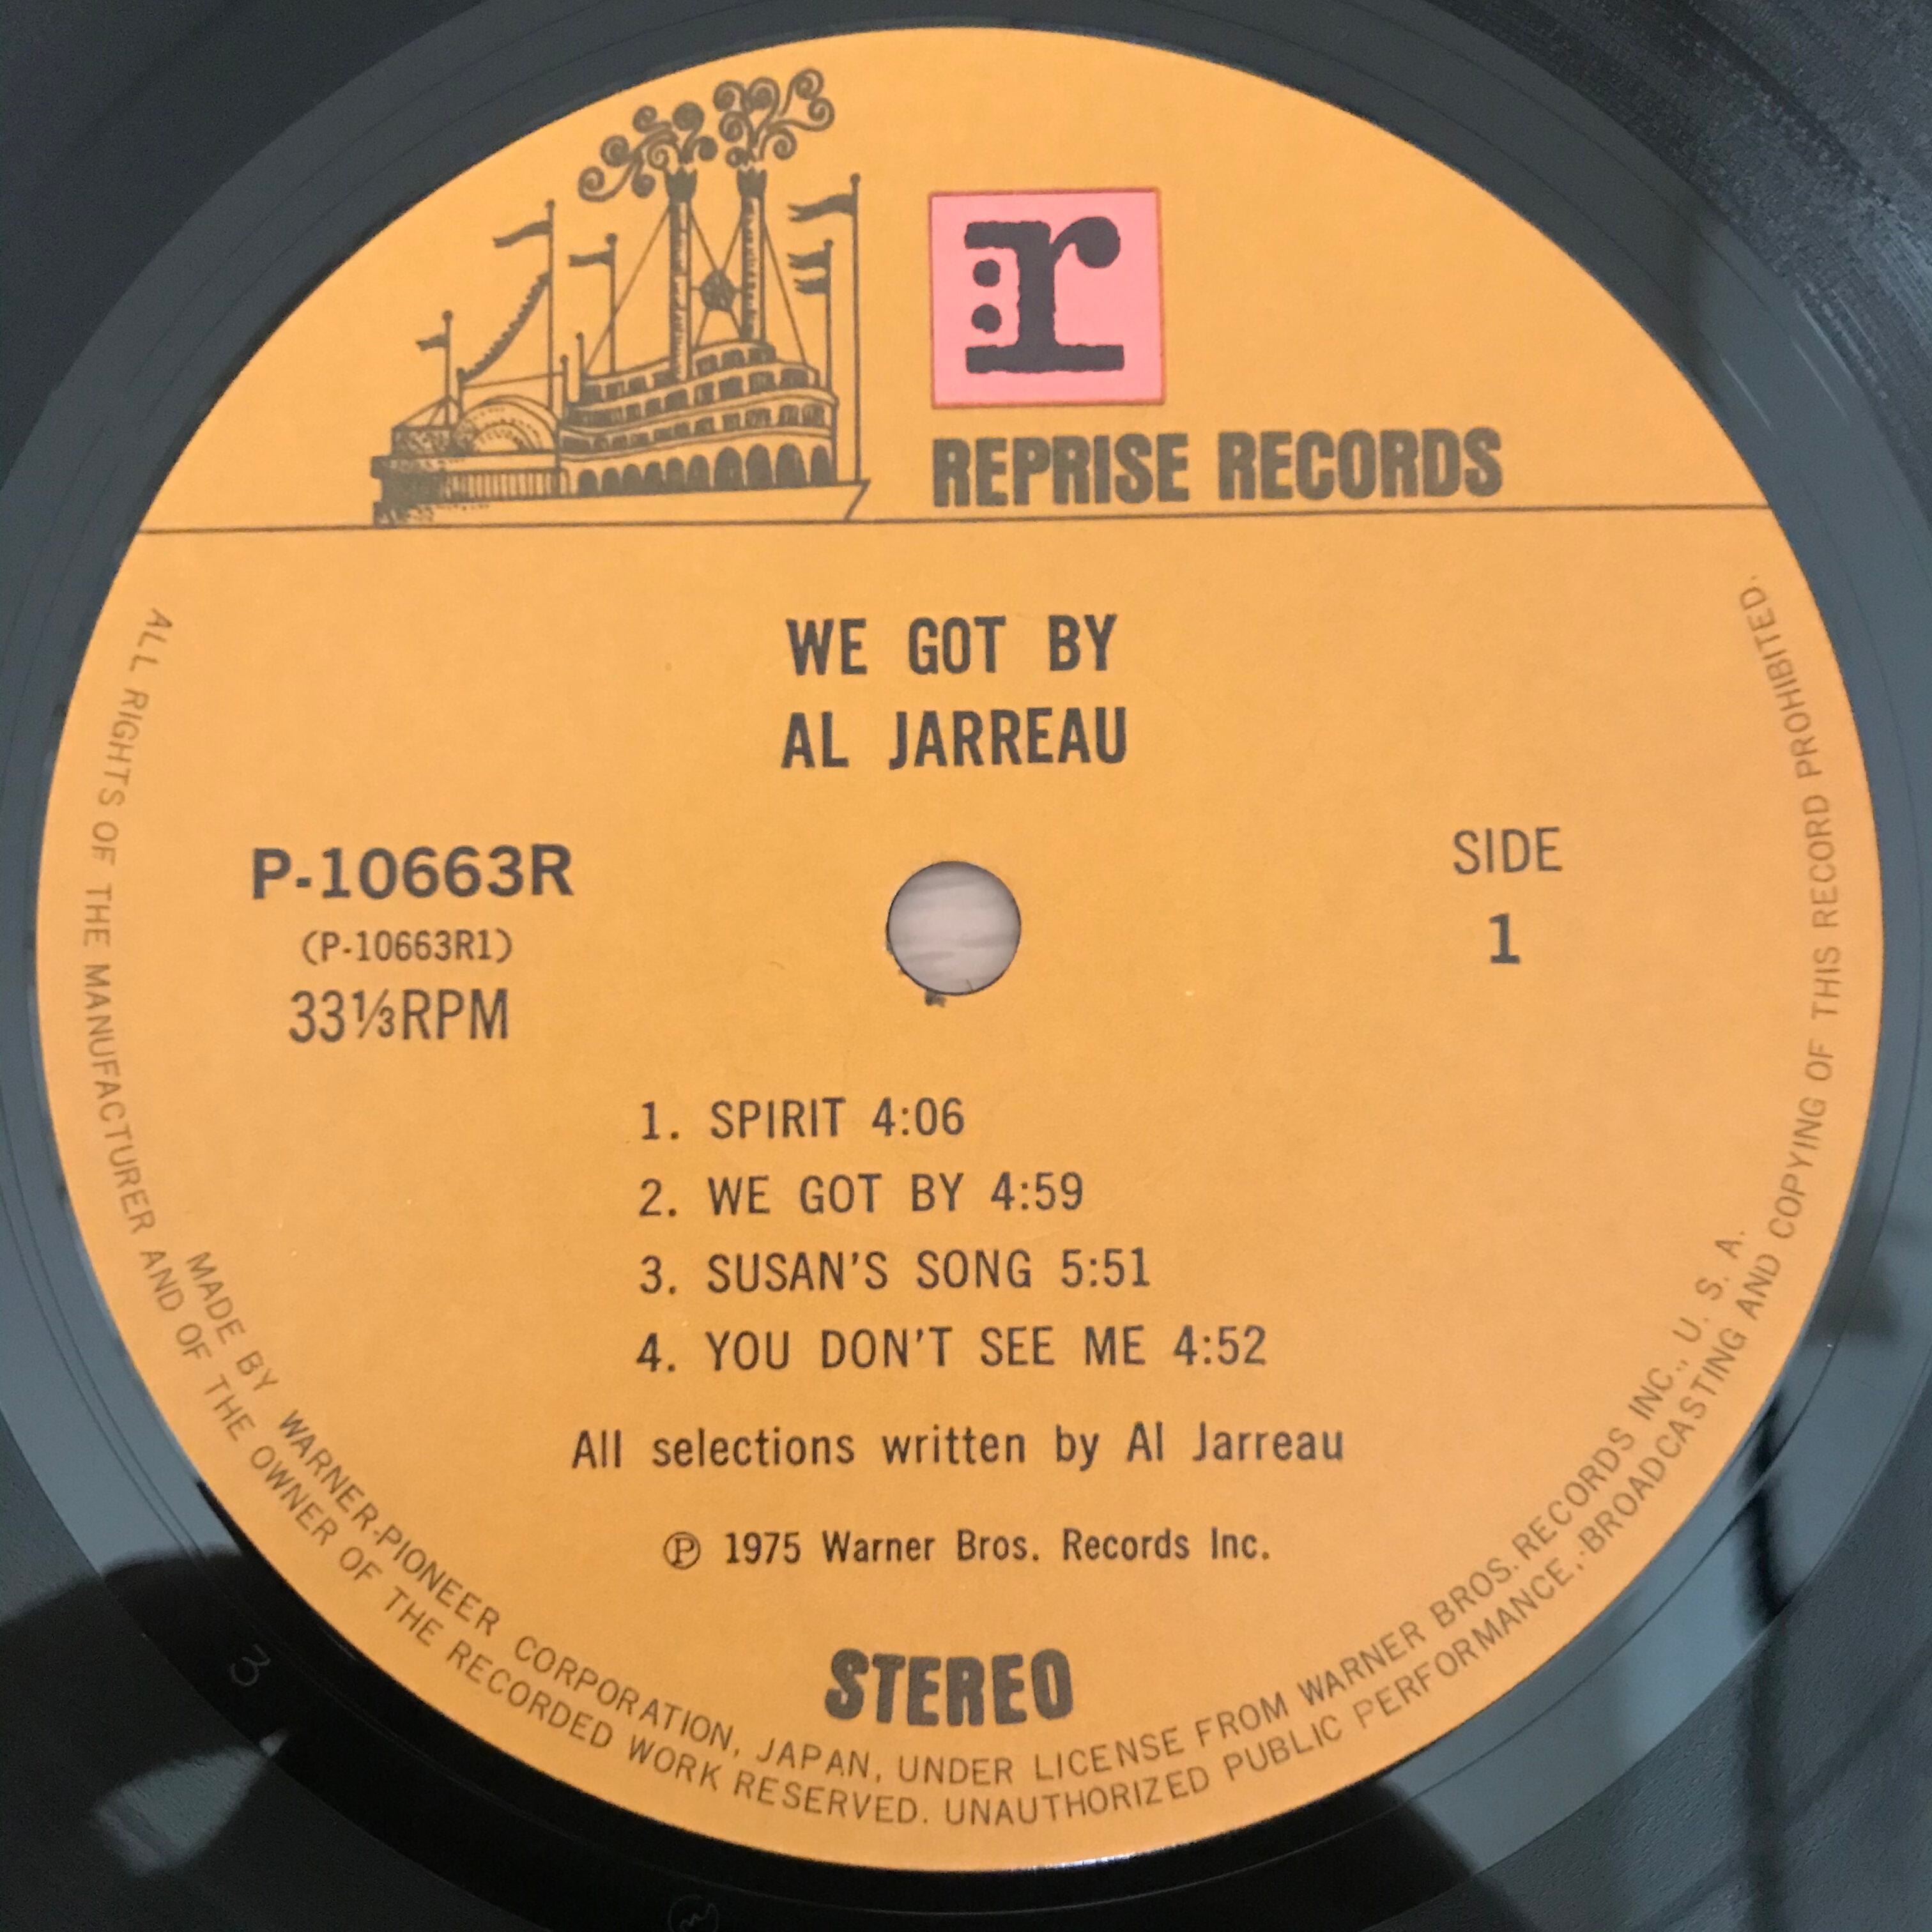 r
REPRISE RECORDS
WE GOT BY
AL JARREAU
P-10663R
(P-10663R1)
33⅓RPM
SIDE
1
1. SPIRIT 4:06
2. WE GOT BY 4:59
3. SUSAN'S SONG 5:51
4. YOU DON'T SEE ME 4:52
All selections written by Al Jarreau
℗ 1975 Warner Bros. Records Inc.
STEREO
MADE BY WARNER-PIONEER CORPORATION, JAPAN, UNDER LICENSE FROM WARNER BROS. RECORDS INC., U. S. A.
ALL RIGHTS OF THE MANUFACTURER AND OF THE OWNER OF THE RECORDED WORK RESERVED. UNAUTHORIZED PUBLIC PERFORMANCE, BROADCASTING AND COPYING OF THIS RECORD PROHIBITED.
3